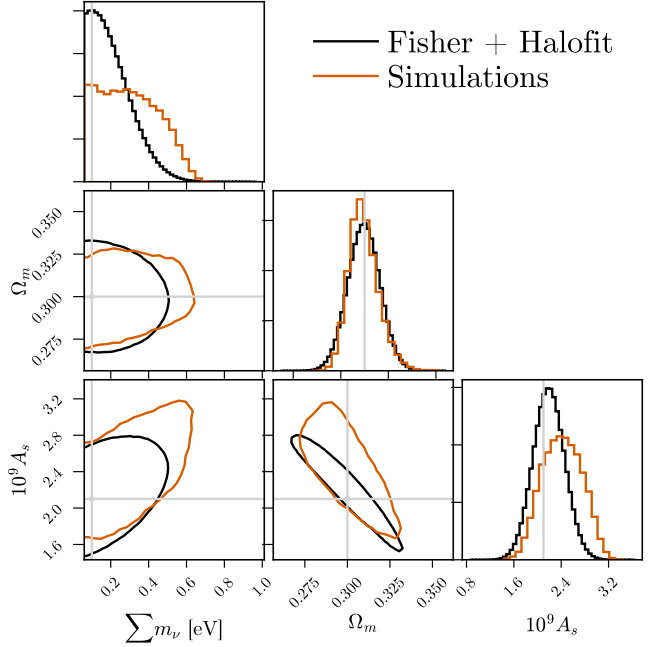 Fisher + Halofit
Simulations
0.350
0.325
0.300
0.275
Ω_m
3.2
2.8
2.4
2.0
1.6
10^9 A_s
0.2 0.4 0.6 0.8 1.0
∑ m_ν [eV]
0.275 0.300 0.325 0.350
Ω_m
0.8 1.6 2.4 3.2
10^9 A_s